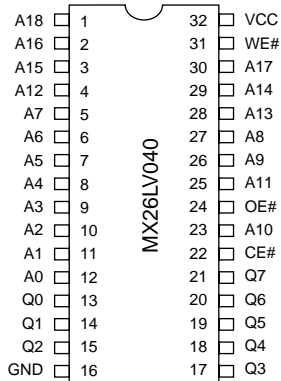 A18 1 32 VCC
A16 2 31 WE#
A15 3 30 A17
A12 4 29 A14
A7 5 28 A13
A6 6 27 A8
A5 7 26 A9
A4 8 25 A11
A3 9 24 OE#
A2 10 23 A10
A1 11 22 CE#
A0 12 21 Q7
Q0 13 20 Q6
Q1 14 19 Q5
Q2 15 18 Q4
GND 16 17 Q3
MX26LV040